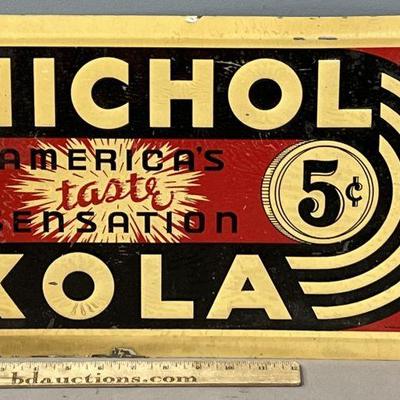 NICHOL
AMERICA'S
taste
SENSATION
5¢
KOLA
bdauctions.com